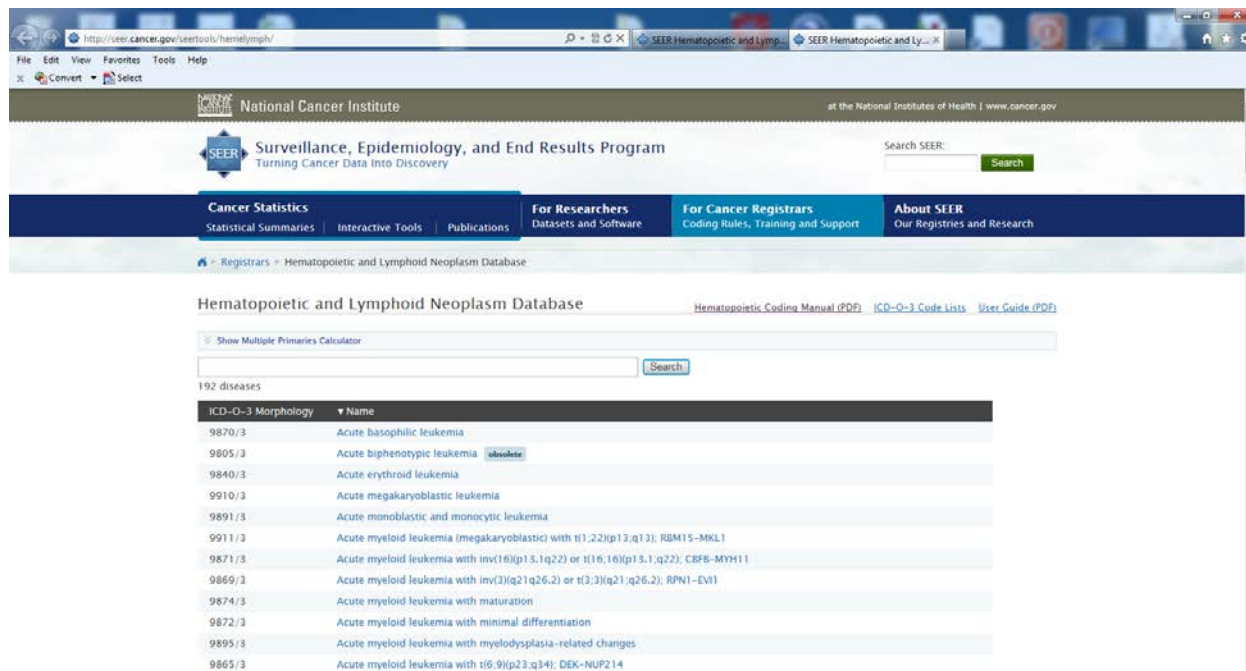 http://seer.cancer.gov/seertools/hemelymph/
SEER Hematopoietic and Lymp...
SEER Hematopoietic and Ly...
File Edit View Favorites Tools Help
x Convert Select
NATIONAL CANCER INSTITUTE National Cancer Institute at the National Institutes of Health | www.cancer.gov
SEER Surveillance, Epidemiology, and End Results Program
Turning Cancer Data Into Discovery
Search SEER:
Search
Cancer Statistics
Statistical Summaries | Interactive Tools | Publications
For Researchers
Datasets and Software
For Cancer Registrars
Coding Rules, Training and Support
About SEER
Our Registries and Research
Registrars Hematopoietic and Lymphoid Neoplasm Database
Hematopoietic and Lymphoid Neoplasm Database
Hematopoietic Coding Manual (PDF) ICD-O-3 Code Lists User Guide (PDF)
Show Multiple Primaries Calculator
Search
192 diseases
ICD-O-3 Morphology ▼ Name
9870/3 Acute basophilic leukemia
9805/3 Acute biphenotypic leukemia obsolete
9840/3 Acute erythroid leukemia
9910/3 Acute megakaryoblastic leukemia
9891/3 Acute monoblastic and monocytic leukemia
9911/3 Acute myeloid leukemia (megakaryoblastic) with t(1;22)(p13;q13); RBM15-MKL1
9871/3 Acute myeloid leukemia with inv(16)(p13.1q22) or t(16;16)(p13.1;q22); CBFB-MYH11
9869/3 Acute myeloid leukemia with inv(3)(q21q26.2) or t(3;3)(q21;q26.2); RPN1-EVI1
9874/3 Acute myeloid leukemia with maturation
9872/3 Acute myeloid leukemia with minimal differentiation
9895/3 Acute myeloid leukemia with myelodysplasia-related changes
9865/3 Acute myeloid leukemia with t(6;9)(p23;q34); DEK-NUP214